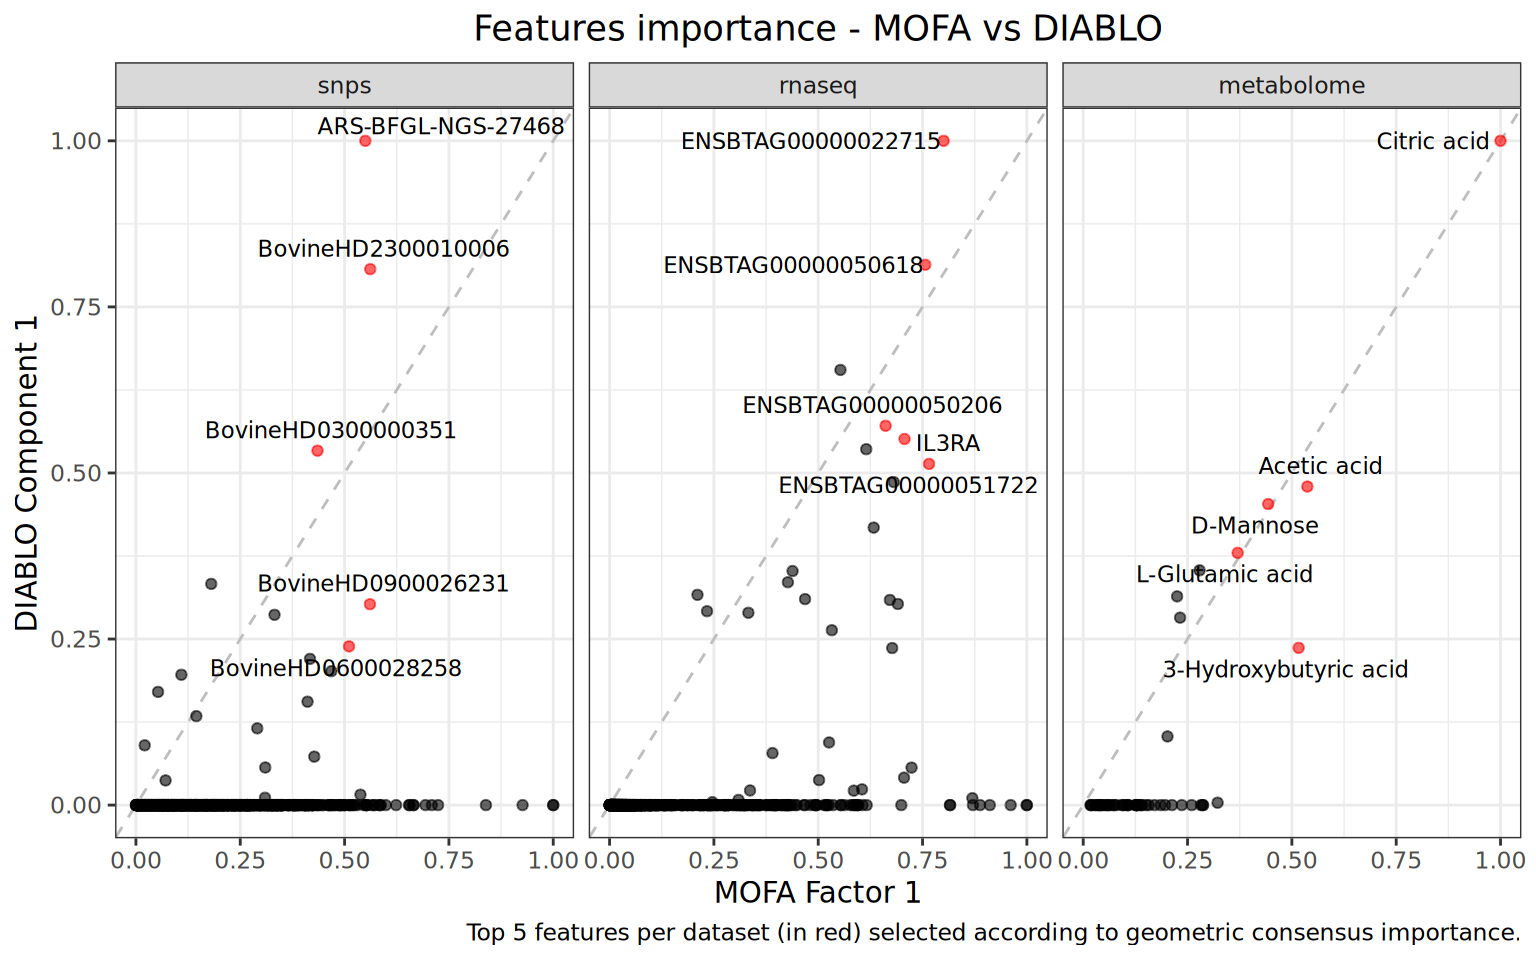 Features importance - MOFA vs DIABLO
snps
rnaseq
metabolome
DIABLO Component 1
1.00
0.75
0.50
0.25
0.00
ARS-BFGL-NGS-27468
BovineHD2300010006
BovineHD0300000351
BovineHD0900026231
BovineHD0600028258
ENSBTAG00000022715
ENSBTAG00000050618
ENSBTAG00000050206
IL3RA
ENSBTAG00000051722
Citric acid
Acetic acid
D-Mannose
L-Glutamic acid
3-Hydroxybutyric acid
0.00 0.25 0.50 0.75 1.00
0.00 0.25 0.50 0.75 1.00
0.00 0.25 0.50 0.75 1.00
MOFA Factor 1
Top 5 features per dataset (in red) selected according to geometric consensus importance.